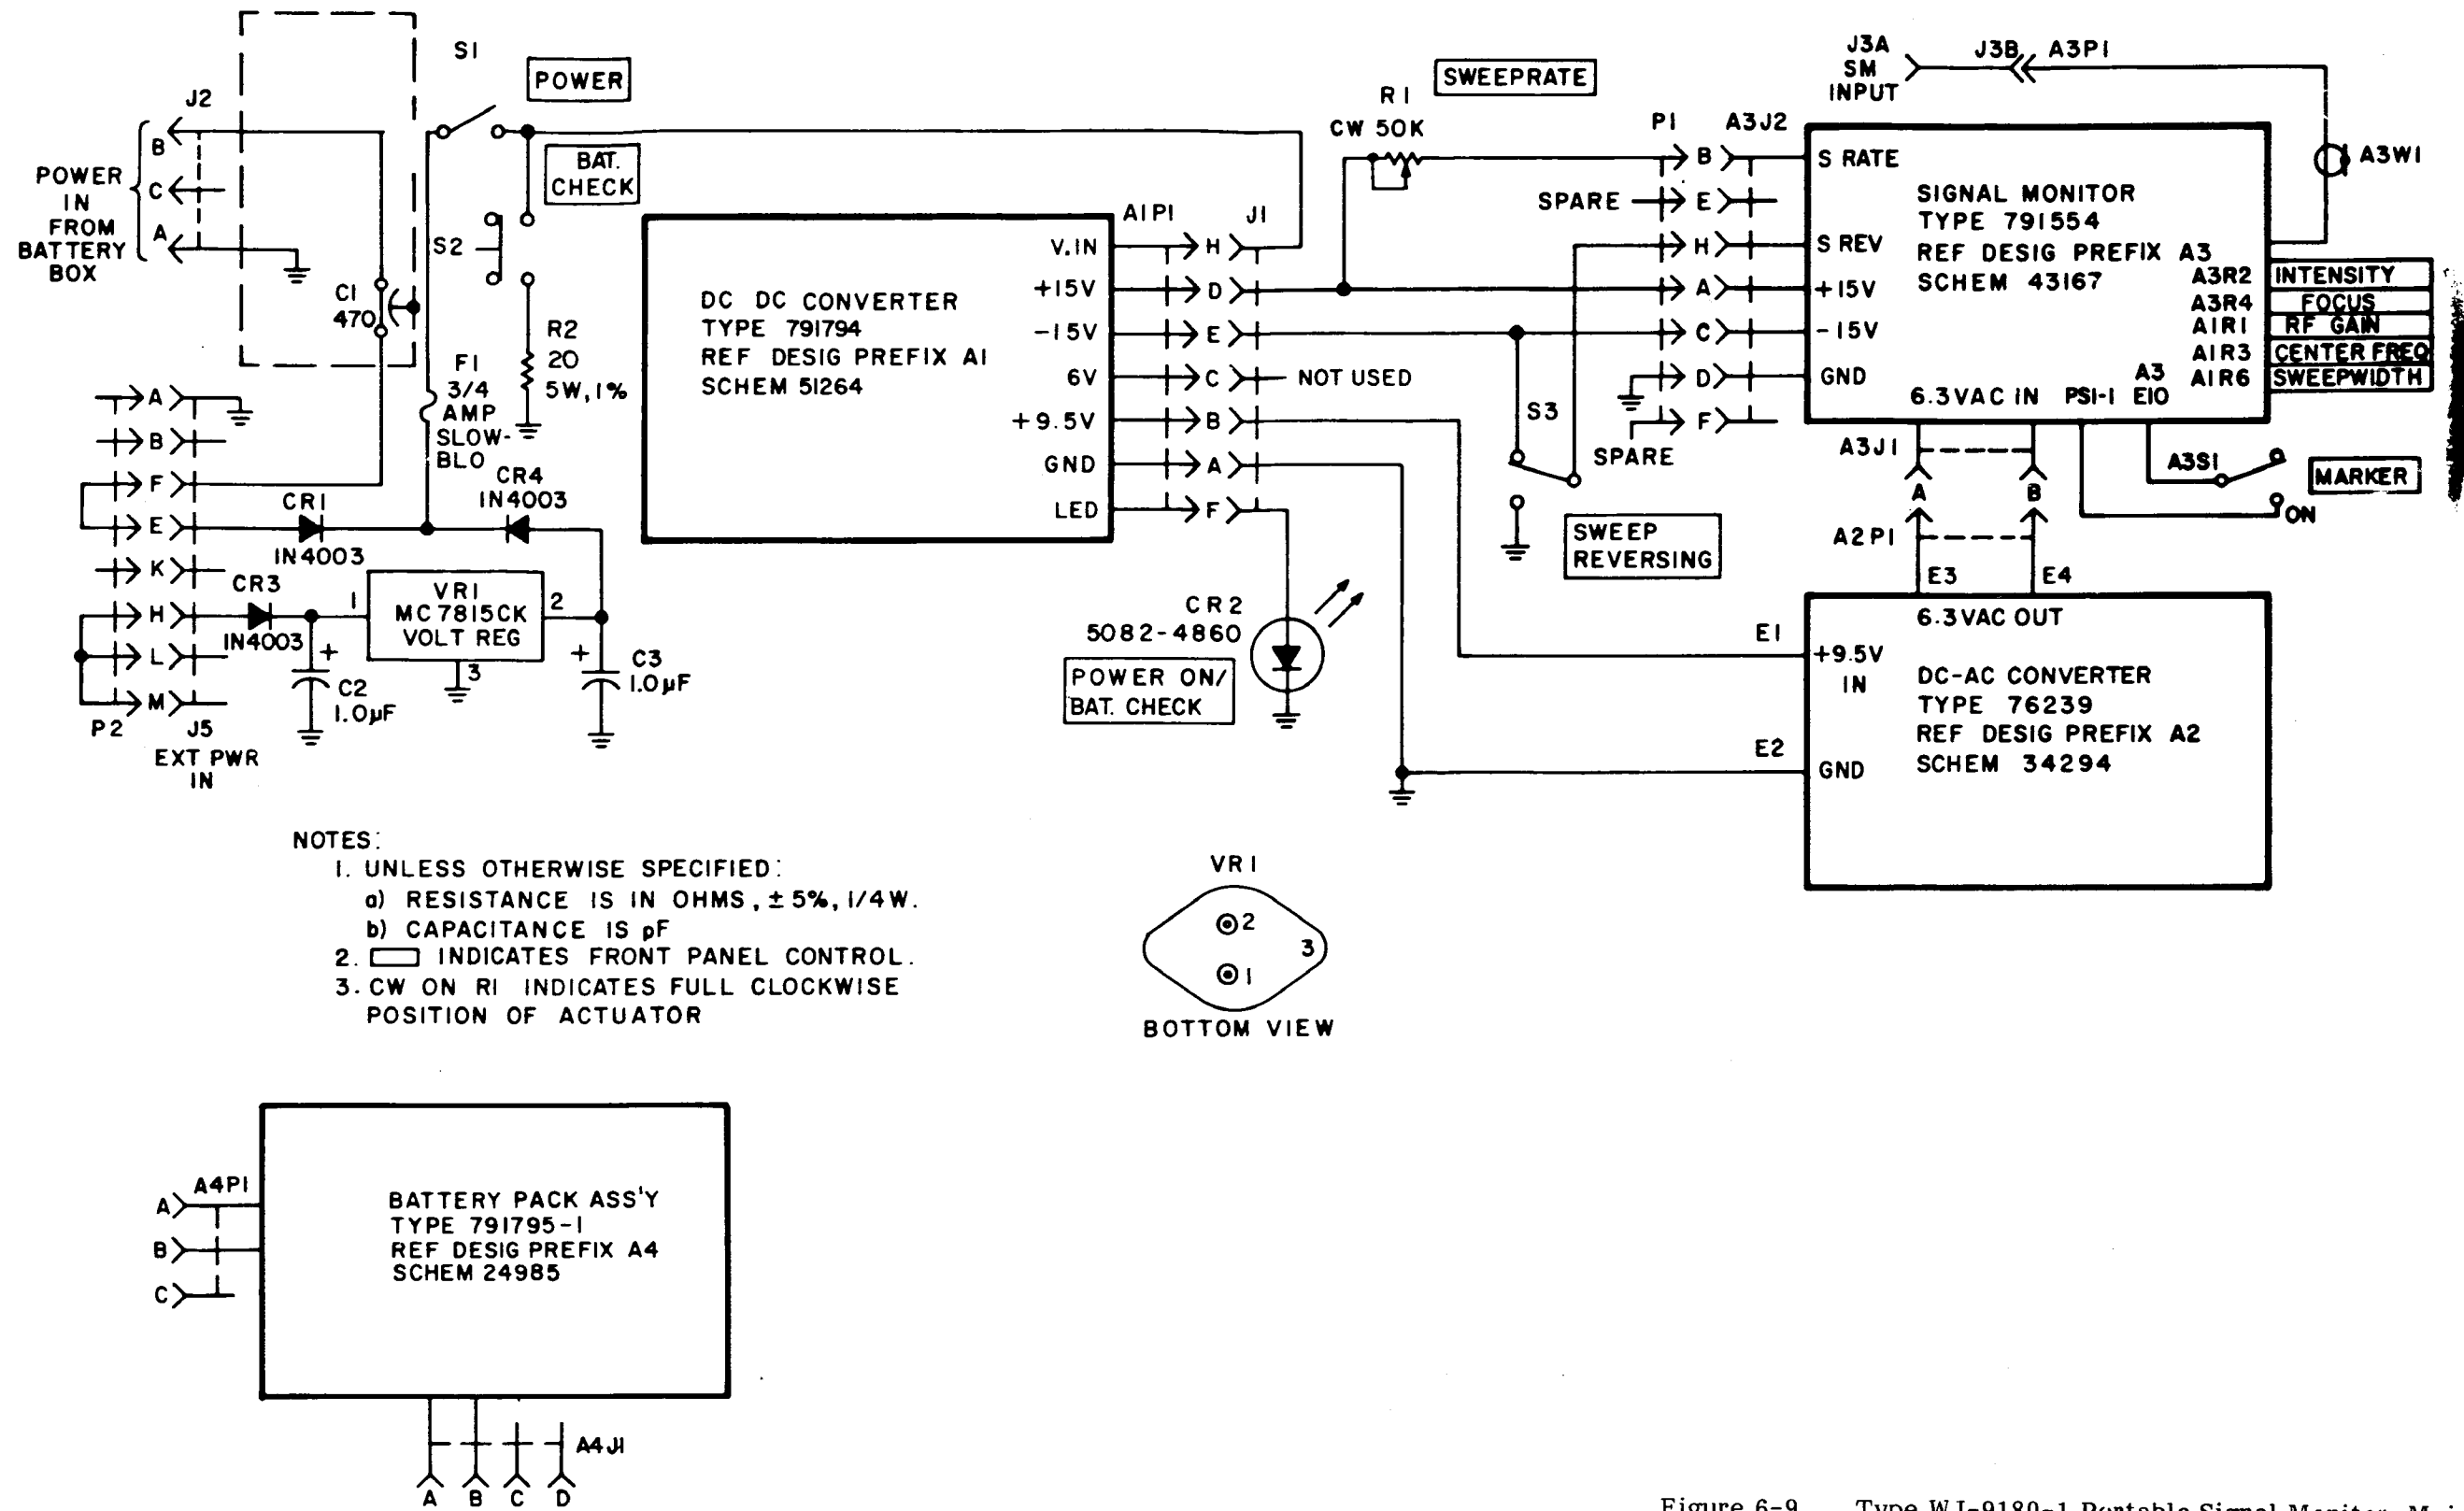 S1
POWER
J2
B
C
A
POWER
IN
FROM
BATTERY
BOX
BAT.
CHECK
S2
C1
470
R2
20
5W, 1%
F1
3/4
AMP
SLOW-
BLO
A
B
F
E
K
H
L
M
P2
J5
EXT PWR
IN
CR1
1N4003
CR4
1N4003
CR3
1N4003
1
VR1
MC7815CK
VOLT REG
2
3
+
C2
1.0µF
+
C3
1.0µF
DC DC CONVERTER
TYPE 791794
REF DESIG PREFIX A1
SCHEM 51264
V.IN
+15V
-15V
6V
+9.5V
GND
LED
A1P1
J1
H
D
E
C
B
A
F
NOT USED
CR2
5082-4860
POWER ON/
BAT. CHECK
SWEEPRATE
R1
CW 50K
P1
A3J2
B
SPARE
E
H
A
C
D
F
SPARE
S3
SWEEP
REVERSING
J3A
SM
INPUT
J3B
A3P1
A3W1
S RATE
S REV
+15V
-15V
GND
SIGNAL MONITOR
TYPE 791554
REF DESIG PREFIX A3
SCHEM 43167
A3R2 INTENSITY
A3R4 FOCUS
A1R1 RF GAIN
A1R3 CENTER FREQ
A1R6 SWEEPWIDTH
6.3VAC IN PS1-1 A3 E10
A3J1
A
B
A2P1
E3
E4
A3S1
MARKER
ON
6.3VAC OUT
E1
+9.5V
IN
DC-AC CONVERTER
TYPE 76239
REF DESIG PREFIX A2
SCHEM 34294
E2
GND
NOTES:
1. UNLESS OTHERWISE SPECIFIED:
a) RESISTANCE IS IN OHMS, ±5%, 1/4W.
b) CAPACITANCE IS pF
2. INDICATES FRONT PANEL CONTROL.
3. CW ON R1 INDICATES FULL CLOCKWISE
POSITION OF ACTUATOR
VR1
2
3
1
BOTTOM VIEW
A4P1
A
B
C
BATTERY PACK ASS'Y
TYPE 791795-1
REF DESIG PREFIX A4
SCHEM 24985
A4J1
A
B
C
D
Figure 6-9. Type WJ-9180-1 Portable Signal Monitor,